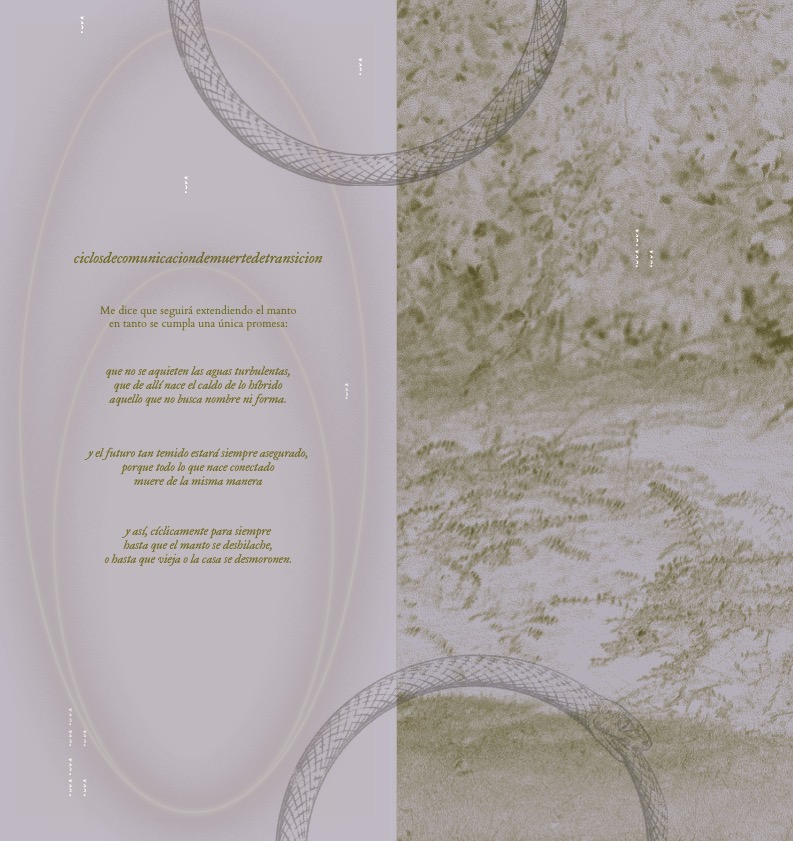 ciclosdecomunicaciondemuertedetransicion
Me dice que seguirá extendiendo el manto
en tanto se cumpla una única promesa:
que no se aquieten las aguas turbulentas,
que de allí nace el caldo de lo híbrido
aquello que no busca nombre ni forma.
y el futuro tan temido estará siempre asegurado,
porque todo lo que nace conectado
muere de la misma manera
y así, cíclicamente para siempre
hasta que el manto se deshilache,
o hasta que vieja o la casa se desmoronen.